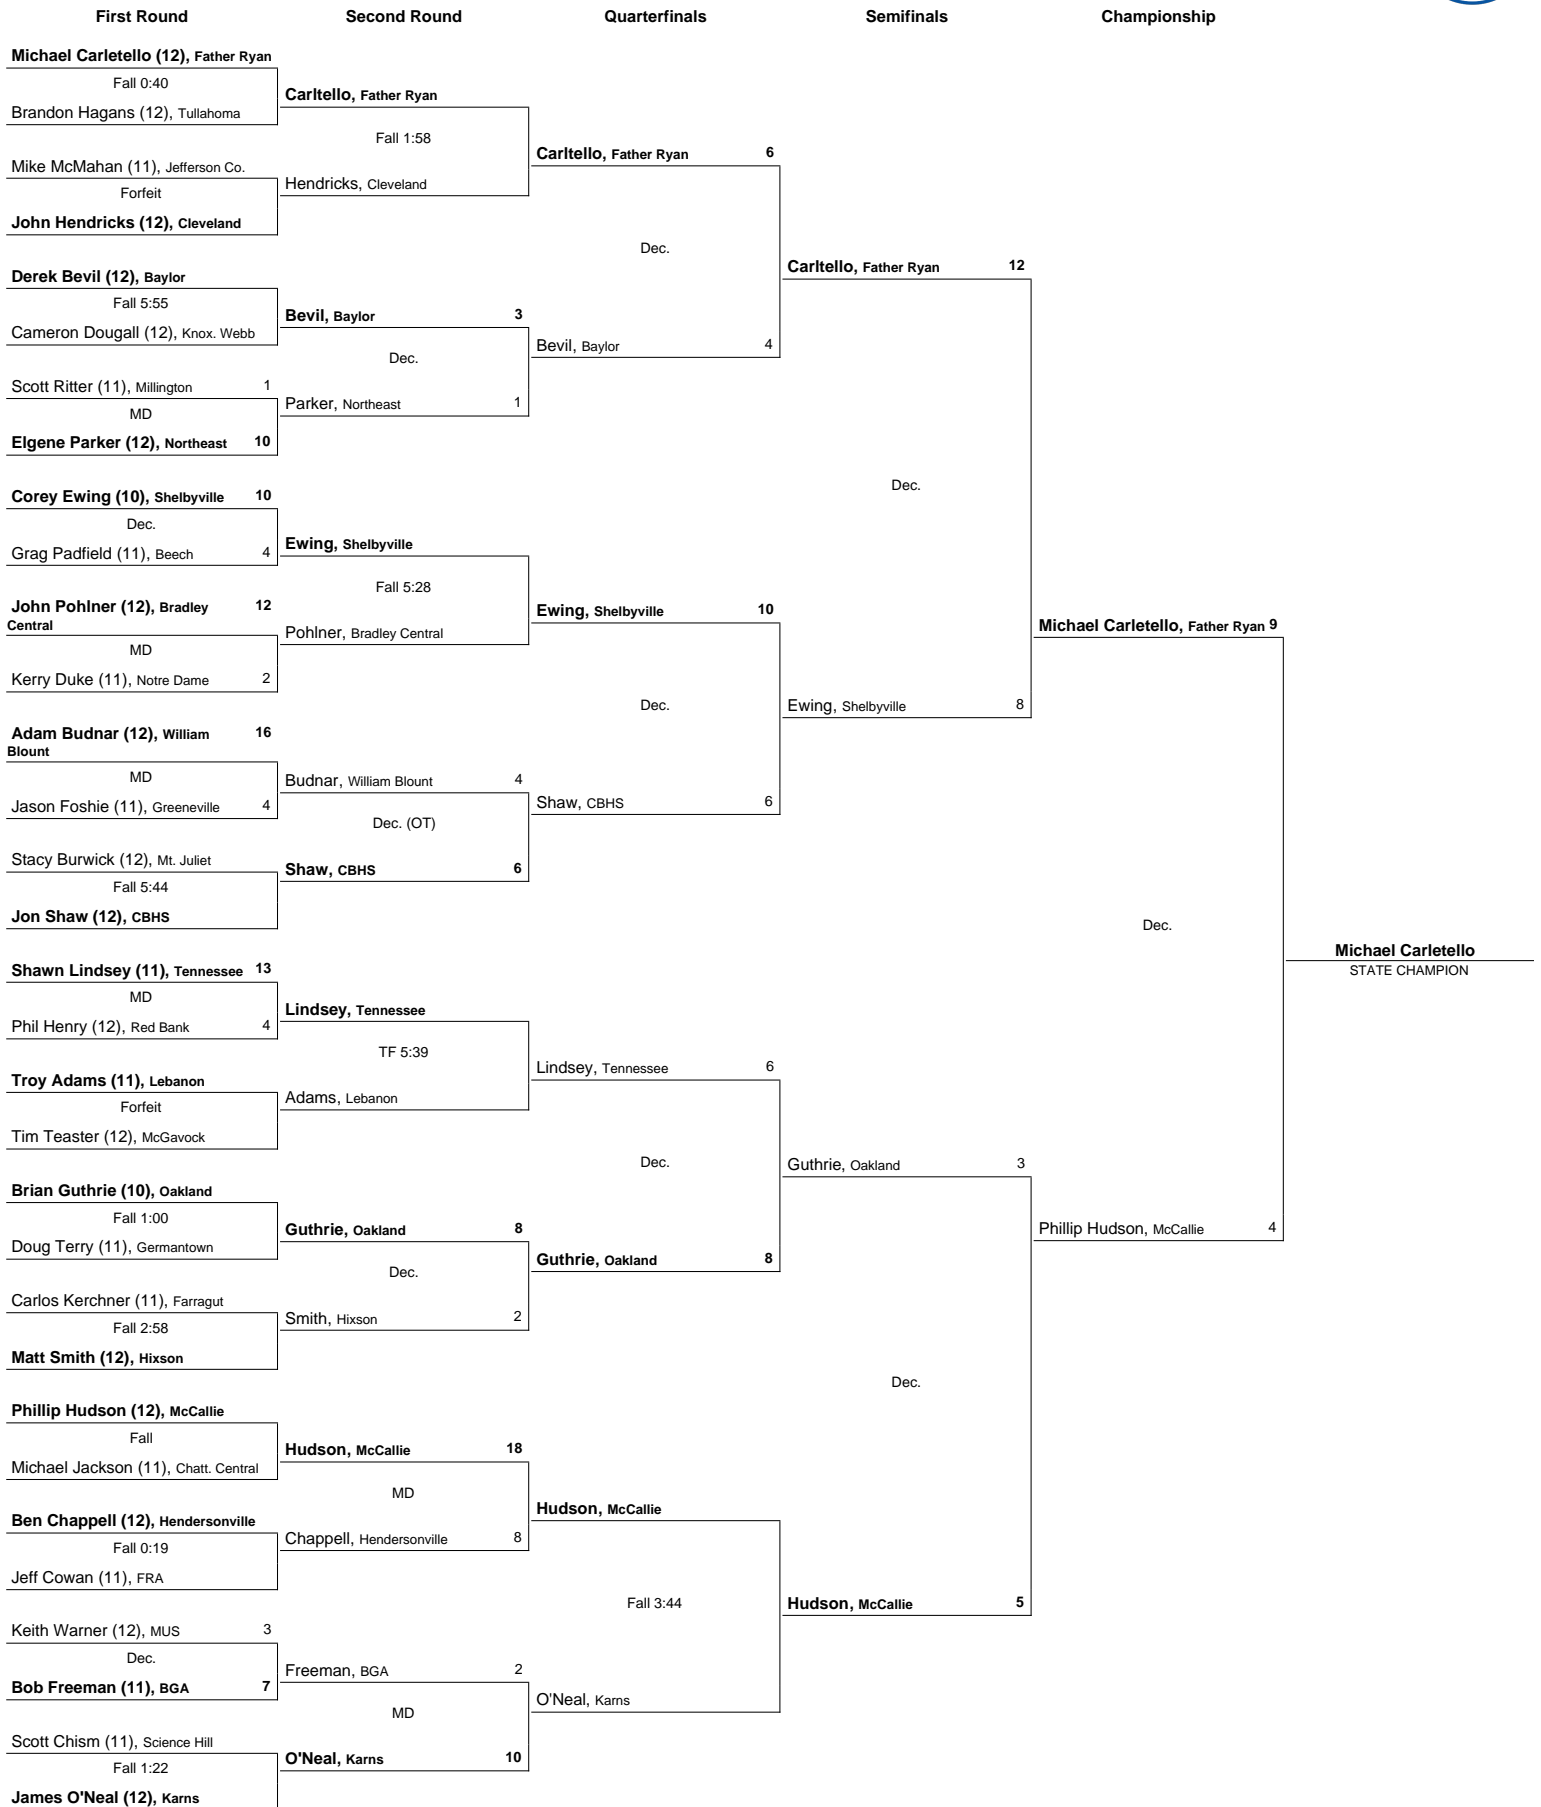 First Round
Second Round
Quarterfinals
Semifinals
Championship
Michael Carletello (12), Father Ryan
Fall 0:40
Brandon Hagans (12), Tullahoma
Mike McMahan (11), Jefferson Co.
Forfeit
John Hendricks (12), Cleveland
Derek Bevil (12), Baylor
Fall 5:55
Cameron Dougall (12), Knox. Webb
Scott Ritter (11), Millington 1
MD
Elgene Parker (12), Northeast 10
Corey Ewing (10), Shelbyville 10
Dec.
Grag Padfield (11), Beech 4
John Pohlner (12), Bradley 12
Central
MD
Kerry Duke (11), Notre Dame 2
Adam Budnar (12), William 16
Blount
MD
Jason Foshie (11), Greeneville 4
Stacy Burwick (12), Mt. Juliet
Fall 5:44
Jon Shaw (12), CBHS
Shawn Lindsey (11), Tennessee 13
MD
Phil Henry (12), Red Bank 4
Troy Adams (11), Lebanon
Forfeit
Tim Teaster (12), McGavock
Brian Guthrie (10), Oakland
Fall 1:00
Doug Terry (11), Germantown
Carlos Kerchner (11), Farragut
Fall 2:58
Matt Smith (12), Hixson
Phillip Hudson (12), McCallie
Fall
Michael Jackson (11), Chatt. Central
Ben Chappell (12), Hendersonville
Fall 0:19
Jeff Cowan (11), FRA
Keith Warner (12), MUS 3
Dec.
Bob Freeman (11), BGA 7
Scott Chism (11), Science Hill
Fall 1:22
James O'Neal (12), Karns
Carltello, Father Ryan
Fall 1:58
Hendricks, Cleveland
Bevil, Baylor 3
Dec.
Parker, Northeast 1
Ewing, Shelbyville
Fall 5:28
Pohlner, Bradley Central
Budnar, William Blount 4
Dec. (OT)
Shaw, CBHS 6
Lindsey, Tennessee
TF 5:39
Adams, Lebanon
Guthrie, Oakland 8
Dec.
Smith, Hixson 2
Hudson, McCallie 18
MD
Chappell, Hendersonville 8
Freeman, BGA 2
MD
O'Neal, Karns 10
Carltello, Father Ryan 6
Dec.
Bevil, Baylor 4
Ewing, Shelbyville 10
Dec.
Shaw, CBHS 6
Lindsey, Tennessee 6
Dec.
Guthrie, Oakland 8
Hudson, McCallie
Fall 3:44
O'Neal, Karns
Carltello, Father Ryan 12
Dec.
Ewing, Shelbyville 8
Guthrie, Oakland 3
Dec.
Hudson, McCallie 5
Michael Carletello, Father Ryan 9
Dec.
Phillip Hudson, McCallie 4
Michael Carletello
STATE CHAMPION